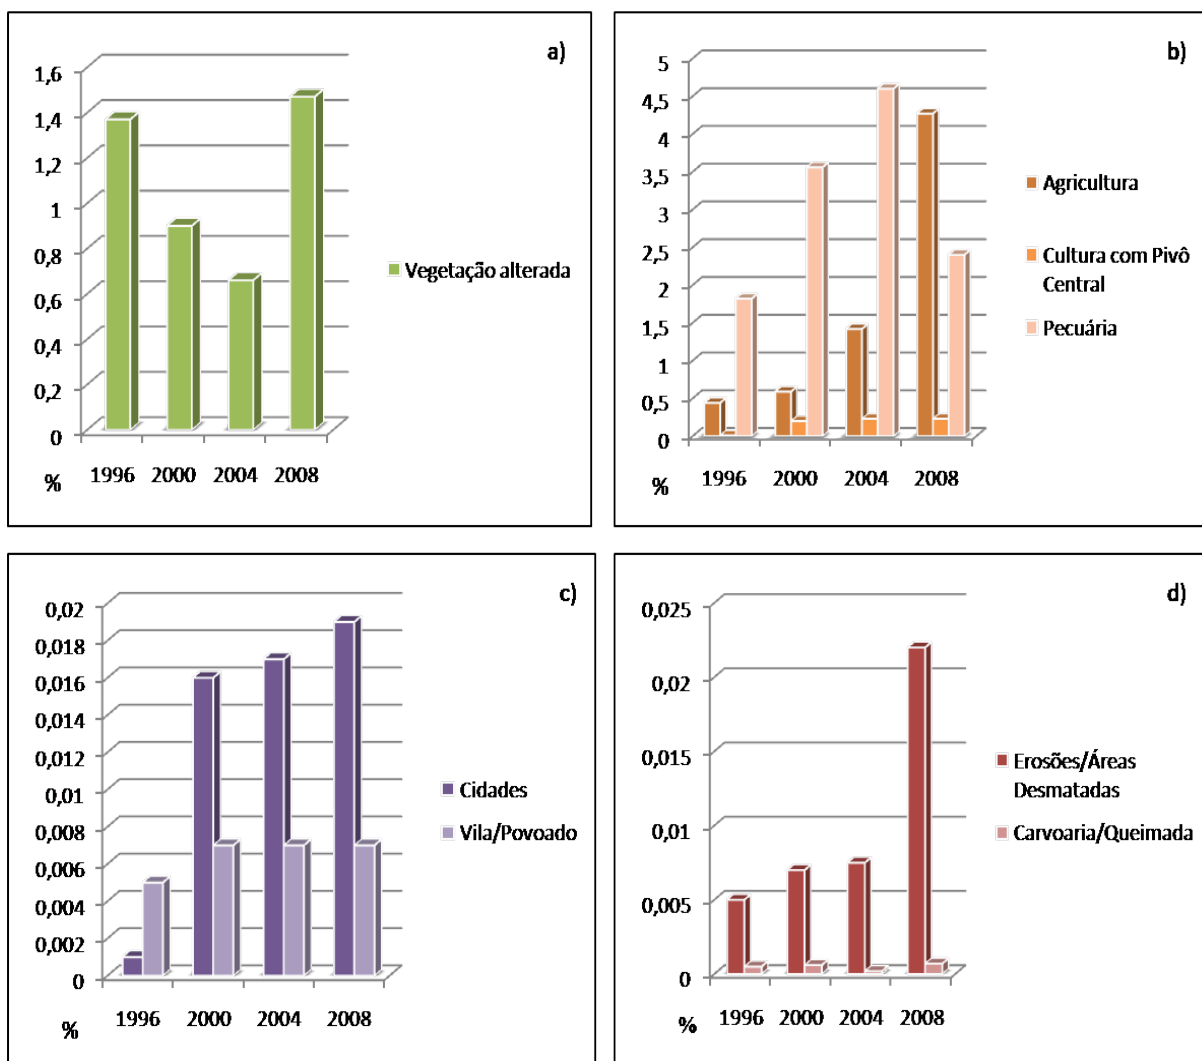 a)
1,6
1,4
1,2
1
0,8
0,6
0,4
0,2
0
% 1996 2000 2004 2008
Vegetação alterada
b)
5
4,5
4
3,5
3
2,5
2
1,5
1
0,5
0
% 1996 2000 2004 2008
Agricultura
Cultura com Pivô
Central
Pecuária
c)
0,02
0,018
0,016
0,014
0,012
0,01
0,008
0,006
0,004
0,002
0
% 1996 2000 2004 2008
Cidades
Vila/Povoado
d)
0,025
0,02
0,015
0,01
0,005
0
% 1996 2000 2004 2008
Erosões/Áreas
Desmatadas
Carvoaria/Queimada